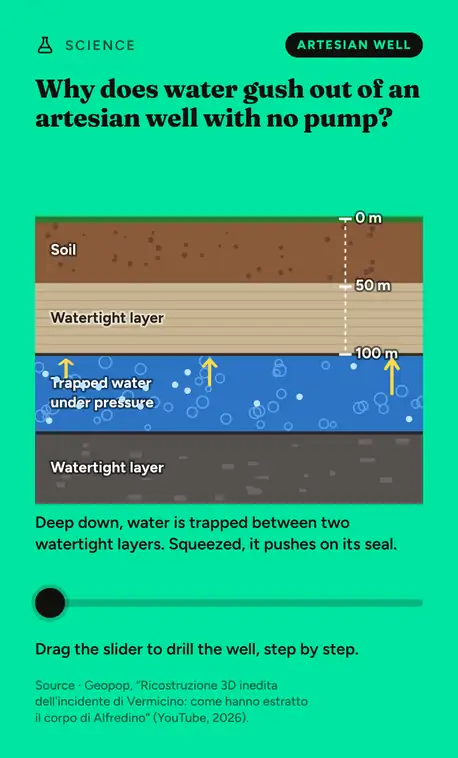 SCIENCE
ARTESIAN WELL
Why does water gush out of an
artesian well with no pump?
0 m
Soil
50 m
Watertight layer
100 m
Trapped water
under pressure
Watertight layer
Deep down, water is trapped between two
watertight layers. Squeezed, it pushes on its seal.
Drag the slider to drill the well, step by step.
Source · Geopop, “Ricostruzione 3D inedita
dell’incidente di Vermicino: come hanno estratto
il corpo di Alfredino” (YouTube, 2026).